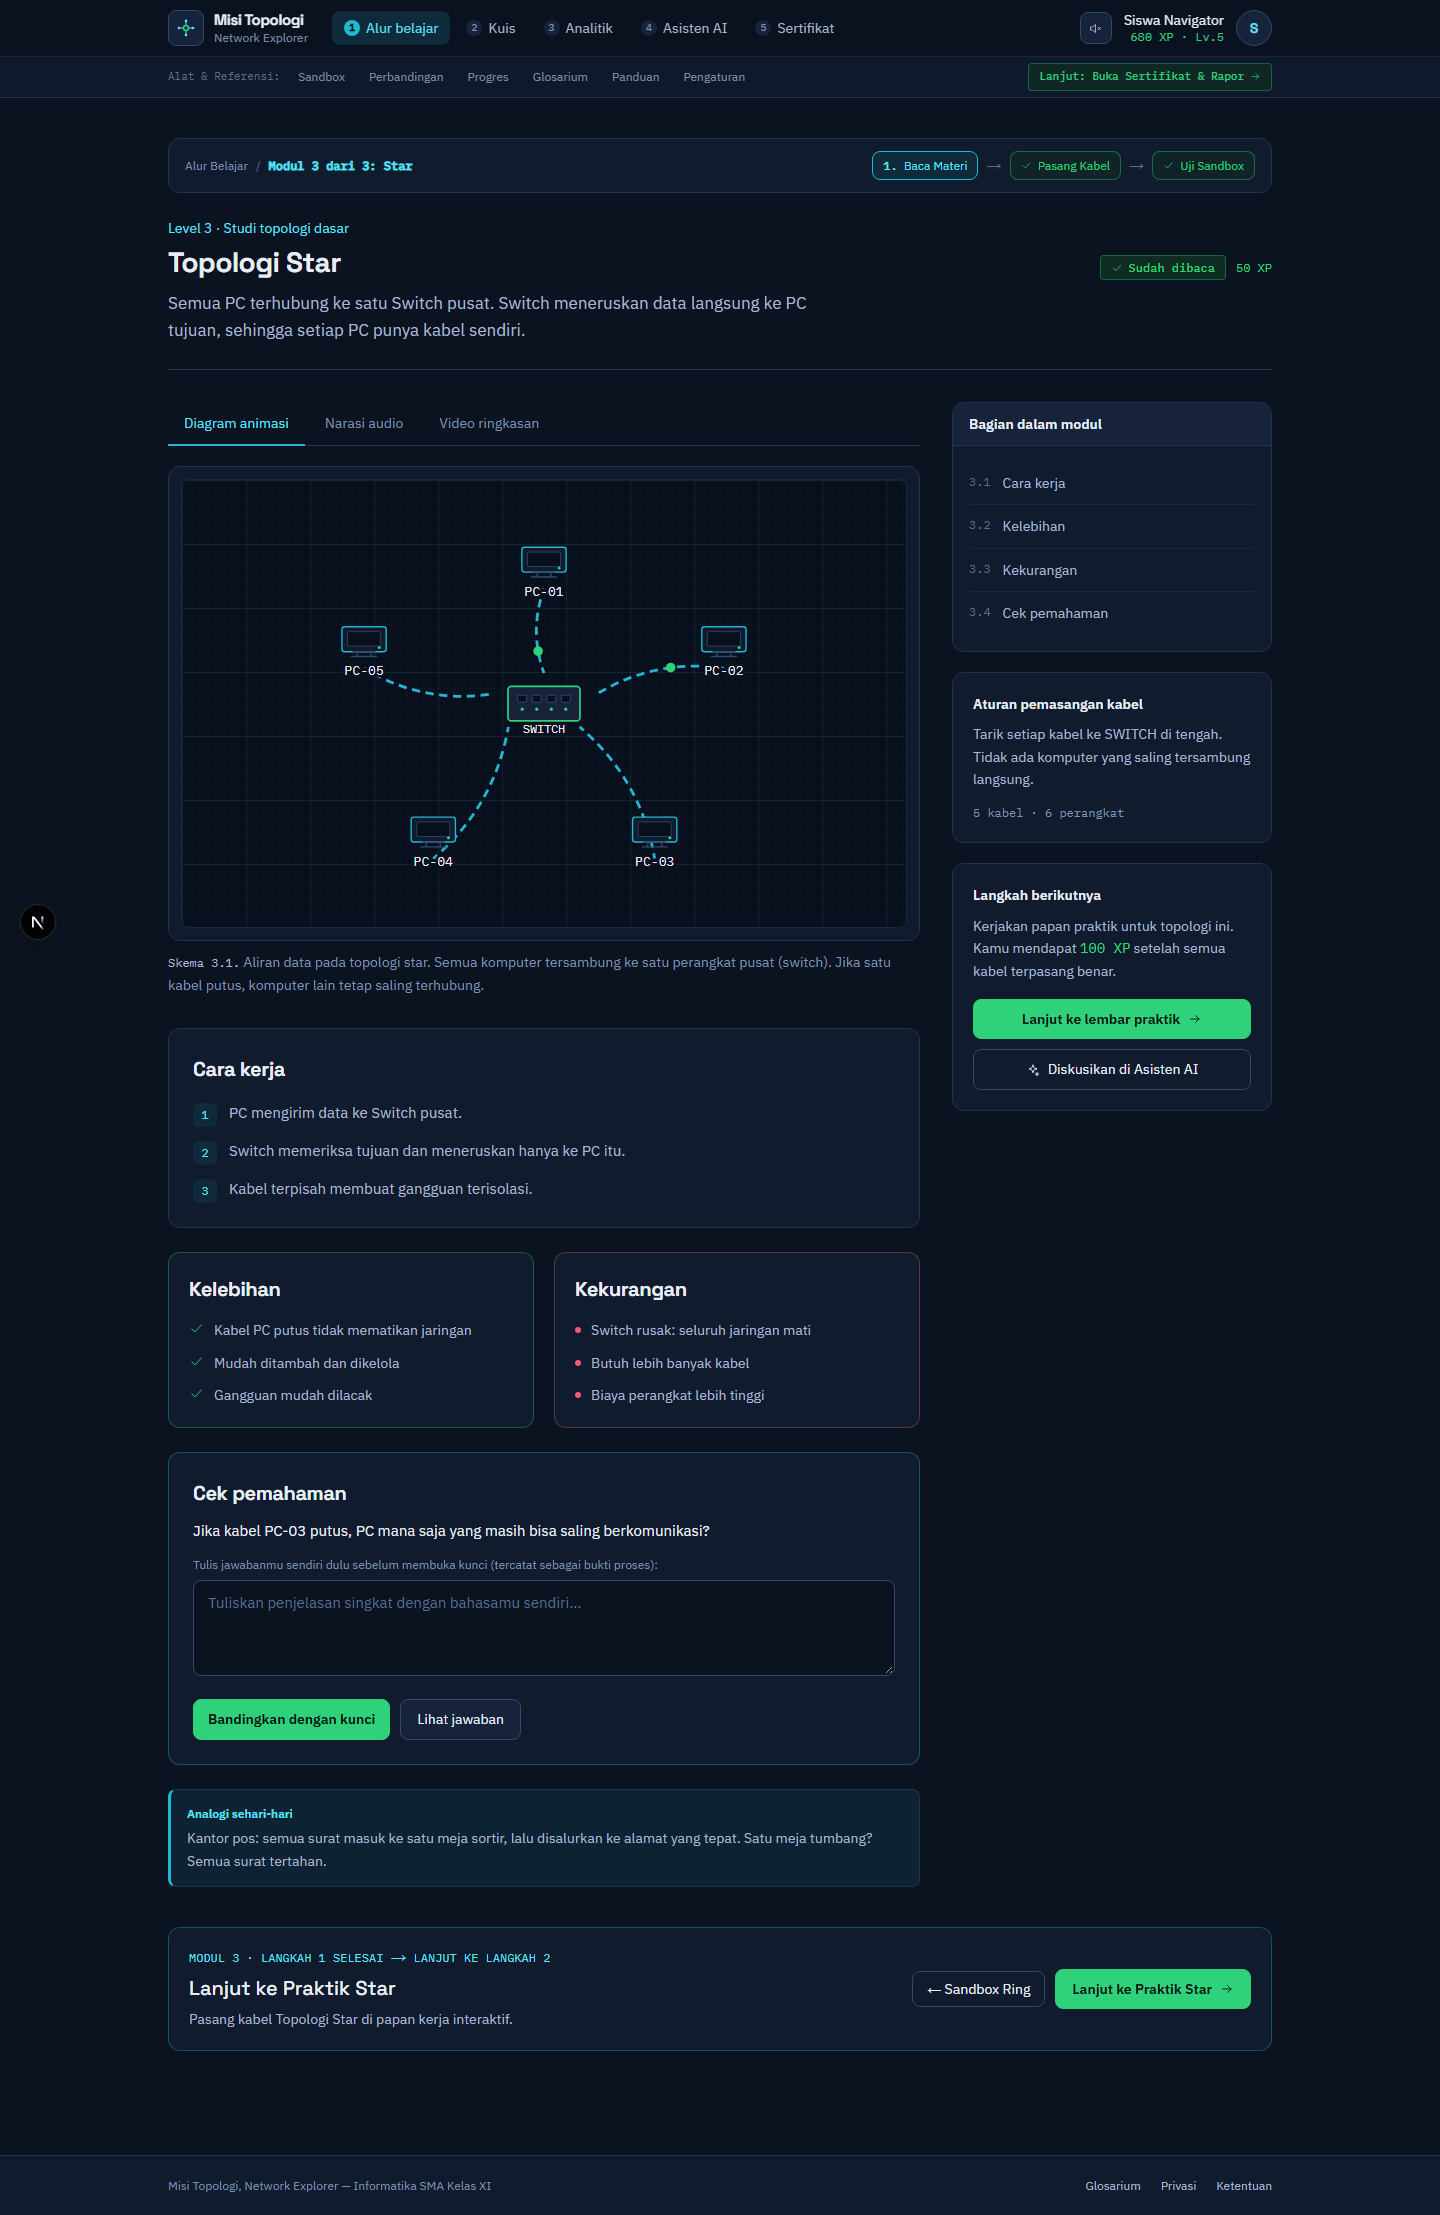 Misi Topologi
Network Explorer
1 Alur belajar
2 Kuis
3 Analitik
4 Asisten AI
5 Sertifikat
Siswa Navigator
680 XP · Lv.5
S
Alat & Referensi:
Sandbox
Perbandingan
Progres
Glosarium
Panduan
Pengaturan
Lanjut: Buka Sertifikat & Rapor →
Alur Belajar / Modul 3 dari 3: Star
1. Baca Materi → ✓ Pasang Kabel → ✓ Uji Sandbox
Level 3 · Studi topologi dasar
Topologi Star
✓ Sudah dibaca
50 XP
Semua PC terhubung ke satu Switch pusat. Switch meneruskan data langsung ke PC
tujuan, sehingga setiap PC punya kabel sendiri.
Diagram animasi
Narasi audio
Video ringkasan
PC-01
PC-05
PC-02
SWITCH
PC-04
PC-03
Skema 3.1. Aliran data pada topologi star. Semua komputer tersambung ke satu perangkat pusat (switch). Jika satu
kabel putus, komputer lain tetap saling terhubung.
Bagian dalam modul
3.1 Cara kerja
3.2 Kelebihan
3.3 Kekurangan
3.4 Cek pemahaman
Aturan pemasangan kabel
Tarik setiap kabel ke SWITCH di tengah.
Tidak ada komputer yang saling tersambung
langsung.
5 kabel · 6 perangkat
Langkah berikutnya
Kerjakan papan praktik untuk topologi ini.
Kamu mendapat 100 XP setelah semua
kabel terpasang benar.
Lanjut ke lembar praktik →
Diskusikan di Asisten AI
N
Cara kerja
1 PC mengirim data ke Switch pusat.
2 Switch memeriksa tujuan dan meneruskan hanya ke PC itu.
3 Kabel terpisah membuat gangguan terisolasi.
Kelebihan
✓ Kabel PC putus tidak mematikan jaringan
✓ Mudah ditambah dan dikelola
✓ Gangguan mudah dilacak
Kekurangan
• Switch rusak: seluruh jaringan mati
• Butuh lebih banyak kabel
• Biaya perangkat lebih tinggi
Cek pemahaman
Jika kabel PC-03 putus, PC mana saja yang masih bisa saling berkomunikasi?
Tulis jawabanmu sendiri dulu sebelum membuka kunci (tercatat sebagai bukti proses):
Tuliskan penjelasan singkat dengan bahasamu sendiri...
Bandingkan dengan kunci
Lihat jawaban
Analogi sehari-hari
Kantor pos: semua surat masuk ke satu meja sortir, lalu disalurkan ke alamat yang tepat. Satu meja tumbang?
Semua surat tertahan.
MODUL 3 · LANGKAH 1 SELESAI → LANJUT KE LANGKAH 2
Lanjut ke Praktik Star
Pasang kabel Topologi Star di papan kerja interaktif.
← Sandbox Ring
Lanjut ke Praktik Star →
Misi Topologi, Network Explorer — Informatika SMA Kelas XI
Glosarium
Privasi
Ketentuan